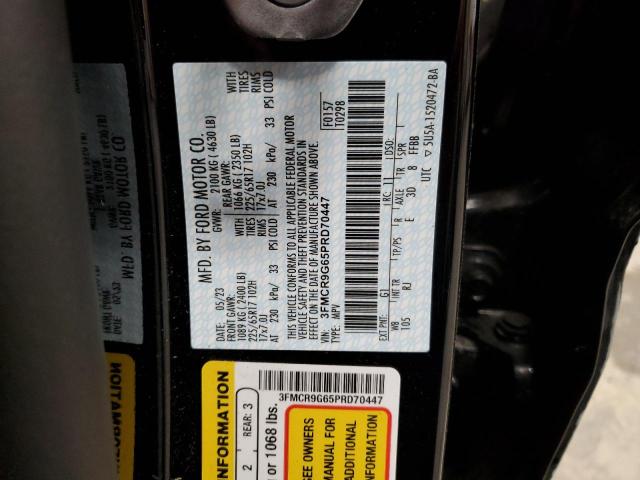 MFD. BY FORD MOTOR CO.
DATE: 05/23 GVWR: 2100 KG ( 4630 LB)
FRONT GAWR: REAR GAWR: WITH
1089 KG ( 2400 LB) 1066 KG ( 2350 LB) TIRES
225/65R17 102H 225/65R17 102H RIMS
17x7.0J 17x7.0J
AT 230 kPa/ 33 PSI COLD AT 230 kPa/ 33 PSI COLD
THIS VEHICLE CONFORMS TO ALL APPLICABLE FEDERAL MOTOR
VEHICLE SAFETY AND THEFT PREVENTION STANDARDS IN
EFFECT ON THE DATE OF MANUFACTURE SHOWN ABOVE.
VIN: 3FMCR9G65PRD70447
TYPE: MPV
F0157
T0298
EXT PNT: G1 RC: 11 DSO:
WB INT TR TP/PS R AXLE TR SPR
105 RJ E 3D 8 FFBB
UTC 5U5A-1520472-BA
3FMCR9G65PRD70447
INFORMATION
2 REAR: 3
or 1068 lbs.
SEE OWNERS
MANUAL FOR
ADDITIONAL
INFORMATION